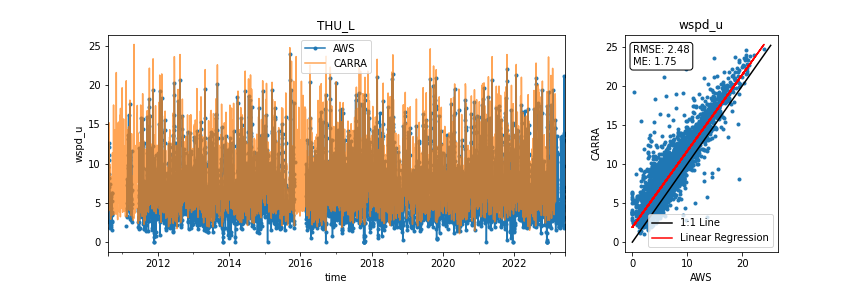 THU_L
wspd_u
25
20
15
10
5
0
wspd_u
AWS
CARRA
2012
2014
2016
2018
2020
2022
time
25
20
15
10
5
0
CARRA
RMSE: 2.48
ME: 1.75
1:1 Line
Linear Regression
0
10
20
AWS